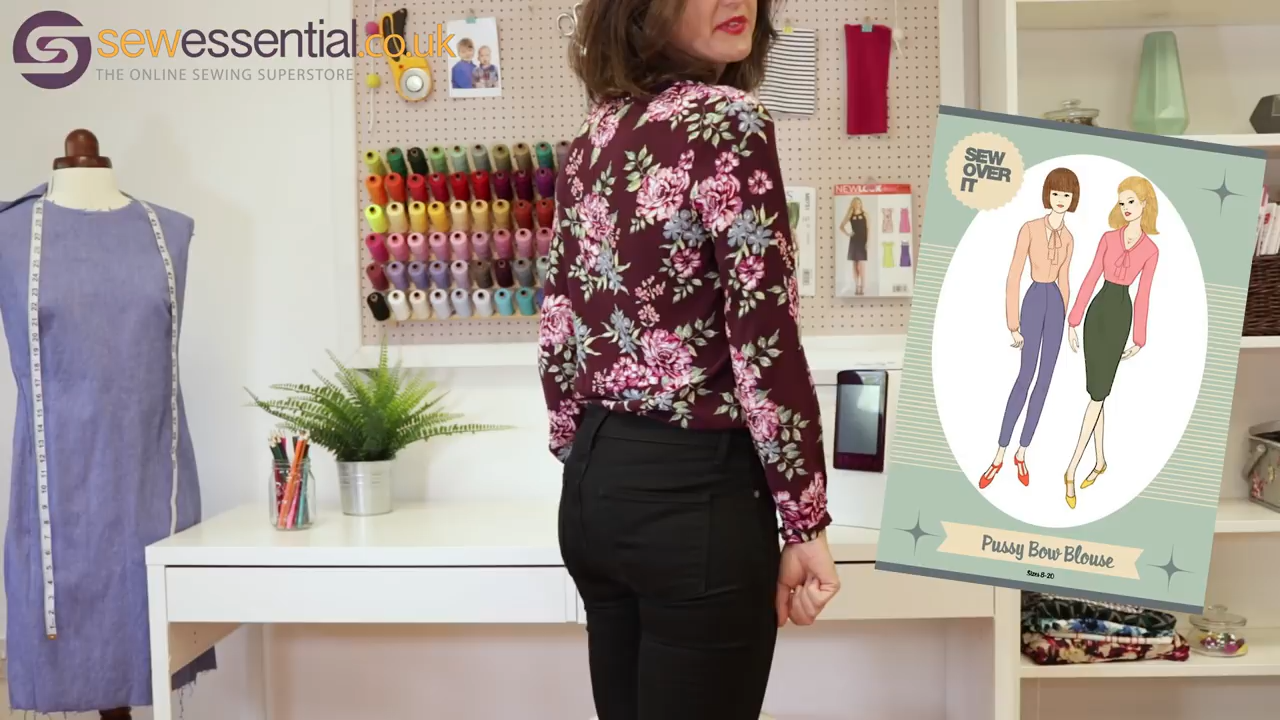 sewessential.co.uk
THE ONLINE SEWING SUPERSTORE
NEW LOOK
SEW
OVER
IT
Pussy Bow Blouse
Sizes 8-20